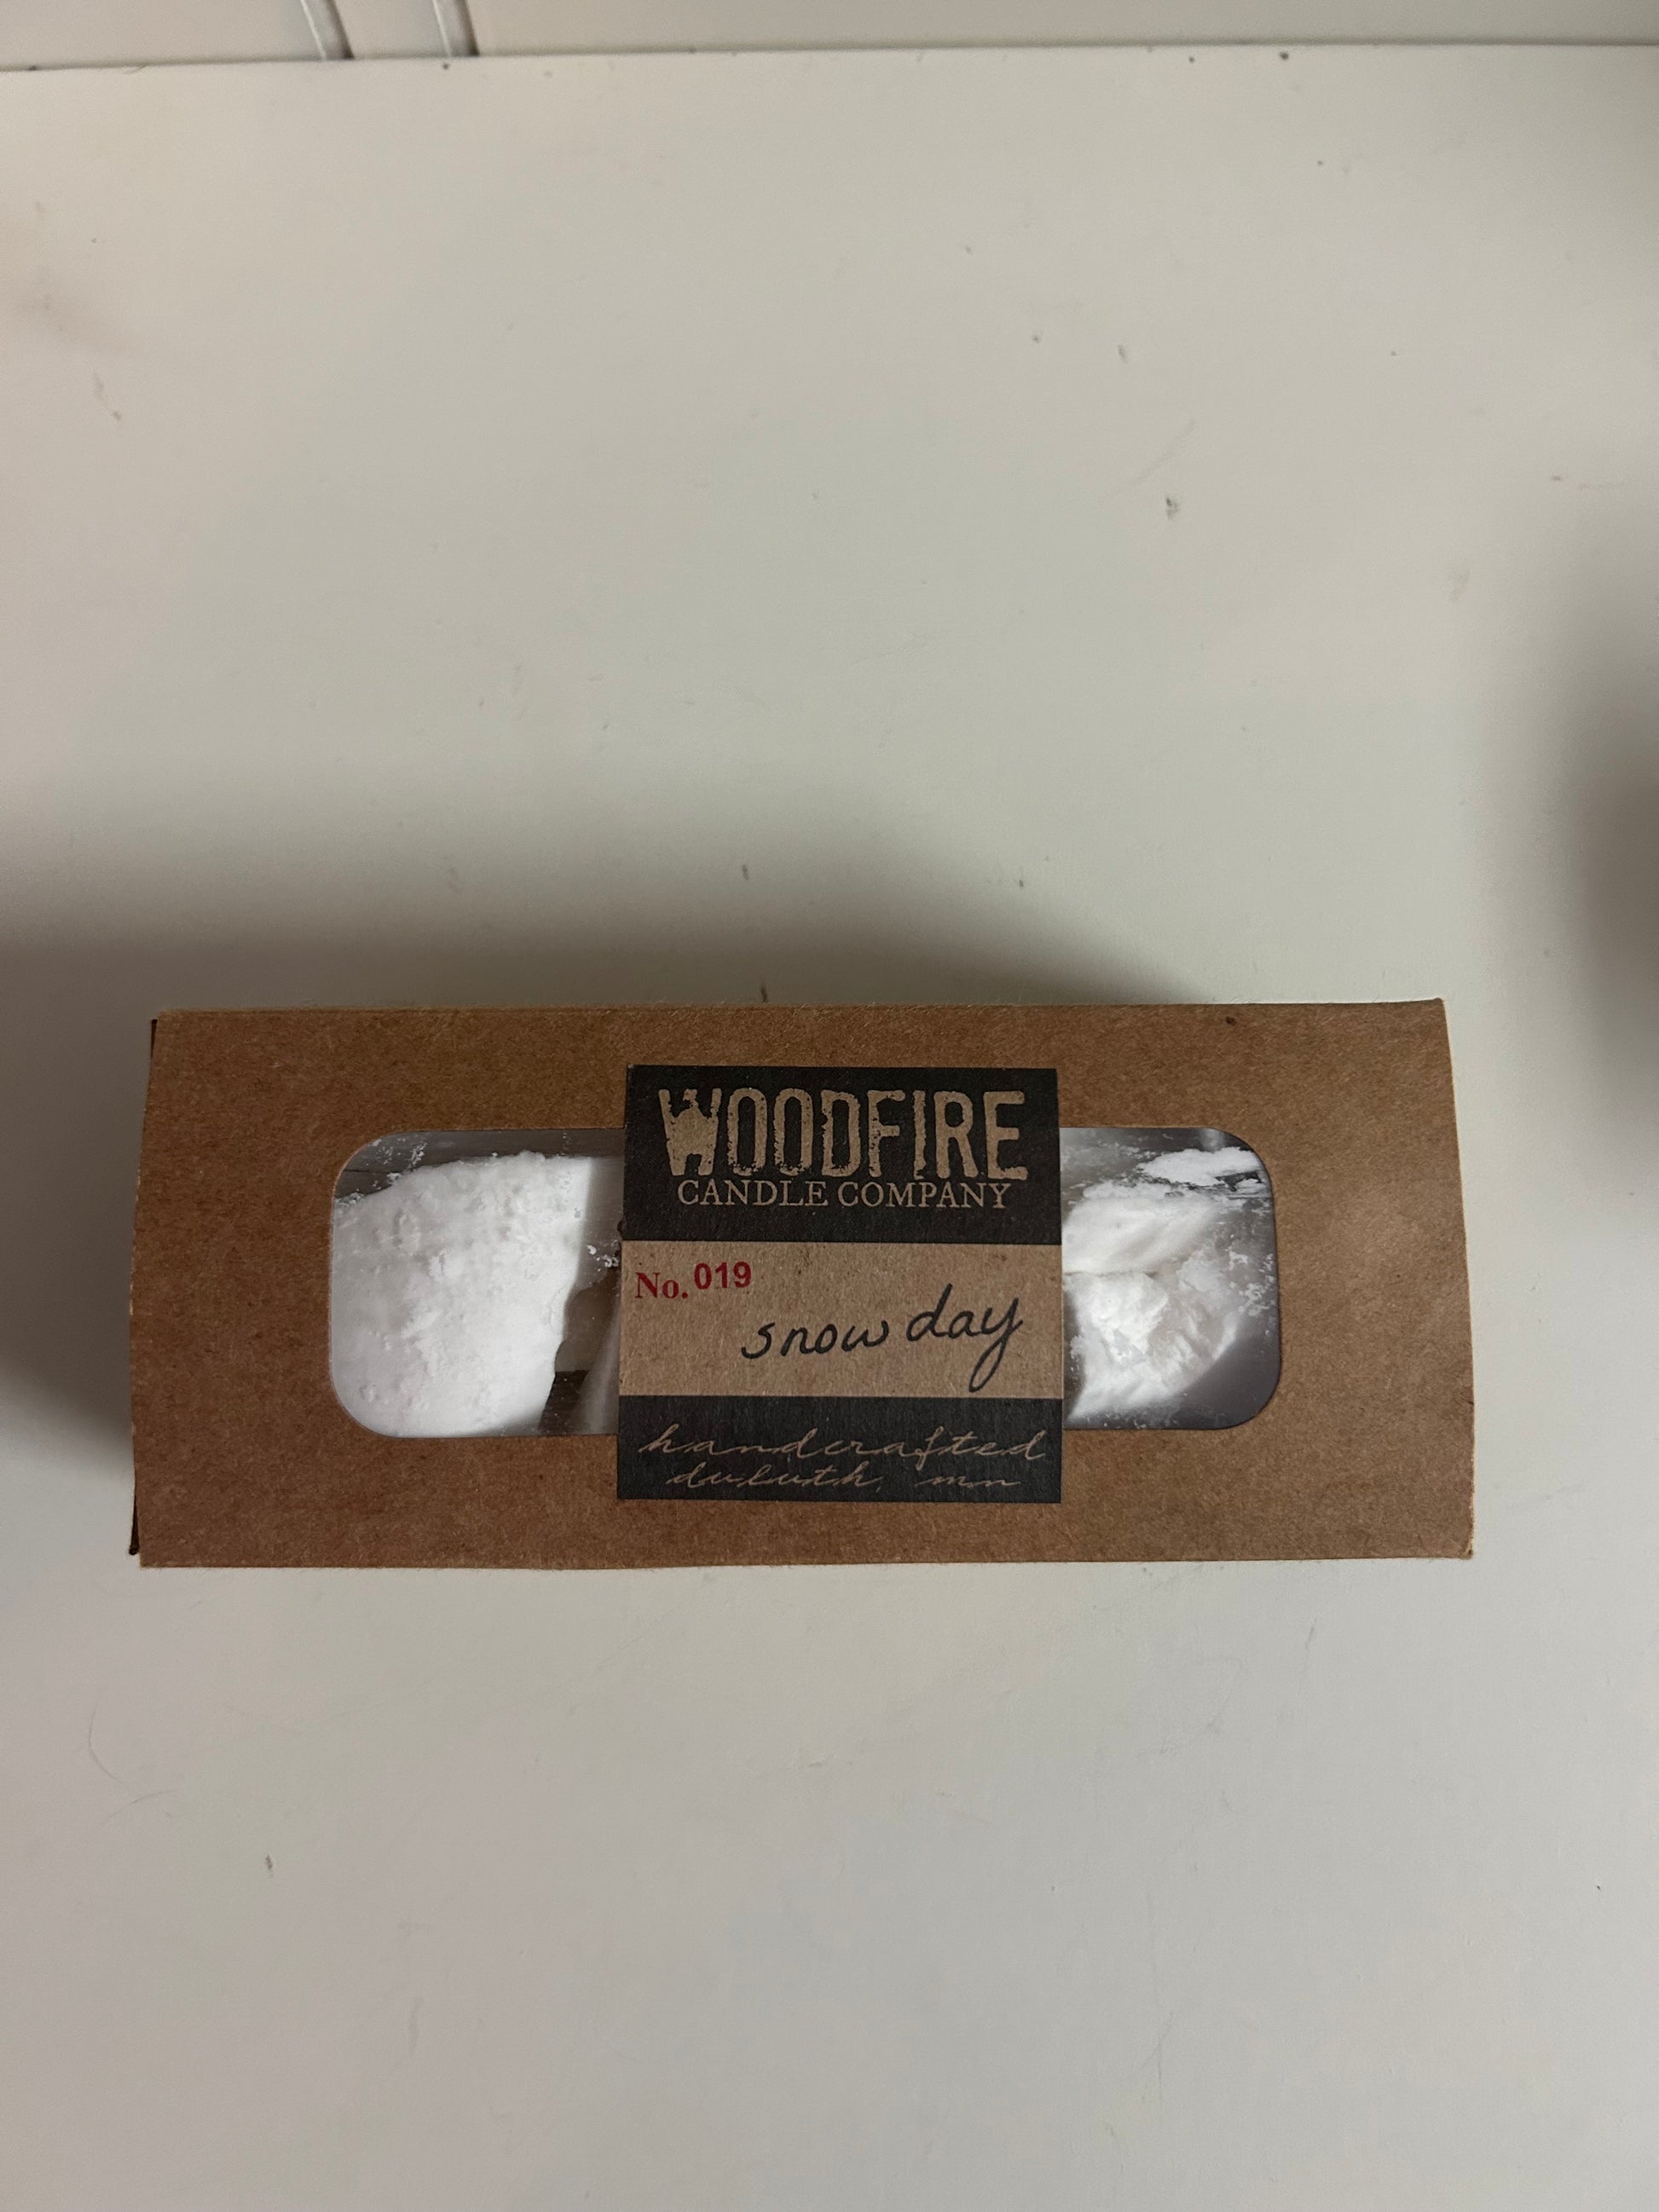 WOODFIRE
CANDLE COMPANY
No. 019
snow day
handcrafted
duluth, mn